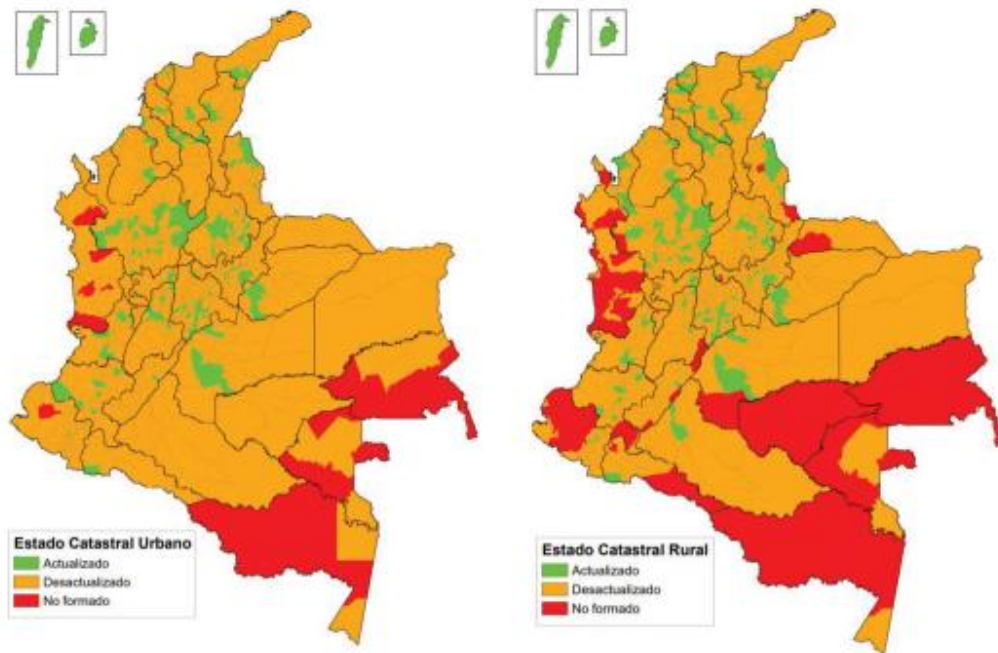 Estado Catastral Urbano
Actualizado
Desactualizado
No formado
Estado Catastral Rural
Actualizado
Desactualizado
No formado